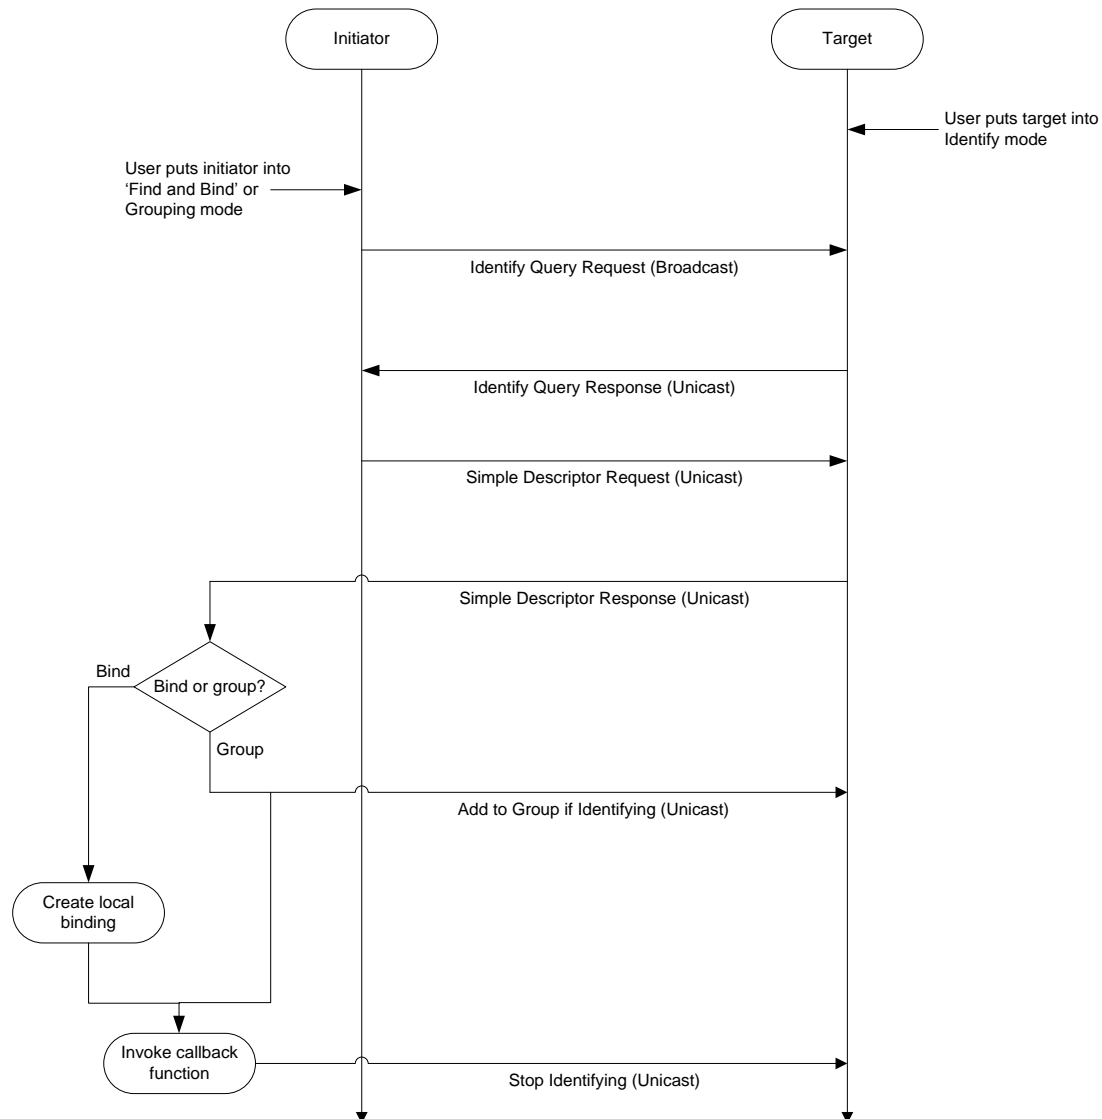 Initiator
Target
User puts target into
Identify mode
User puts initiator into
‘Find and Bind’ or
Grouping mode
Identify Query Request (Broadcast)
Identify Query Response (Unicast)
Simple Descriptor Request (Unicast)
Simple Descriptor Response (Unicast)
Bind
Bind or group?
Group
Add to Group if Identifying (Unicast)
Create local
binding
Invoke callback
function
Stop Identifying (Unicast)